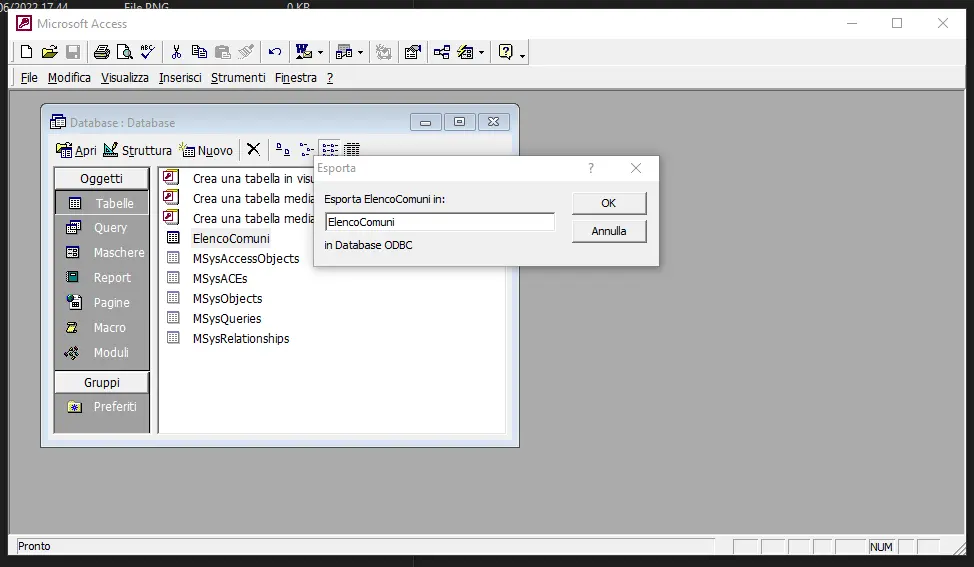 06/2022 17.44 File PNG 0 KB
Microsoft Access
File Modifica Visualizza Inserisci Strumenti Finestra ?
Database : Database
Apri Struttura Nuovo
Oggetti
Tabelle
Query
Maschere
Report
Pagine
Macro
Moduli
Gruppi
Preferiti
Crea una tabella in visu
Crea una tabella media
Crea una tabella media
ElencoComuni
MSysAccessObjects
MSysACEs
MSysObjects
MSysQueries
MSysRelationships
Esporta
?
Esporta ElencoComuni in:
ElencoComuni
in Database ODBC
OK
Annulla
Pronto
NUM